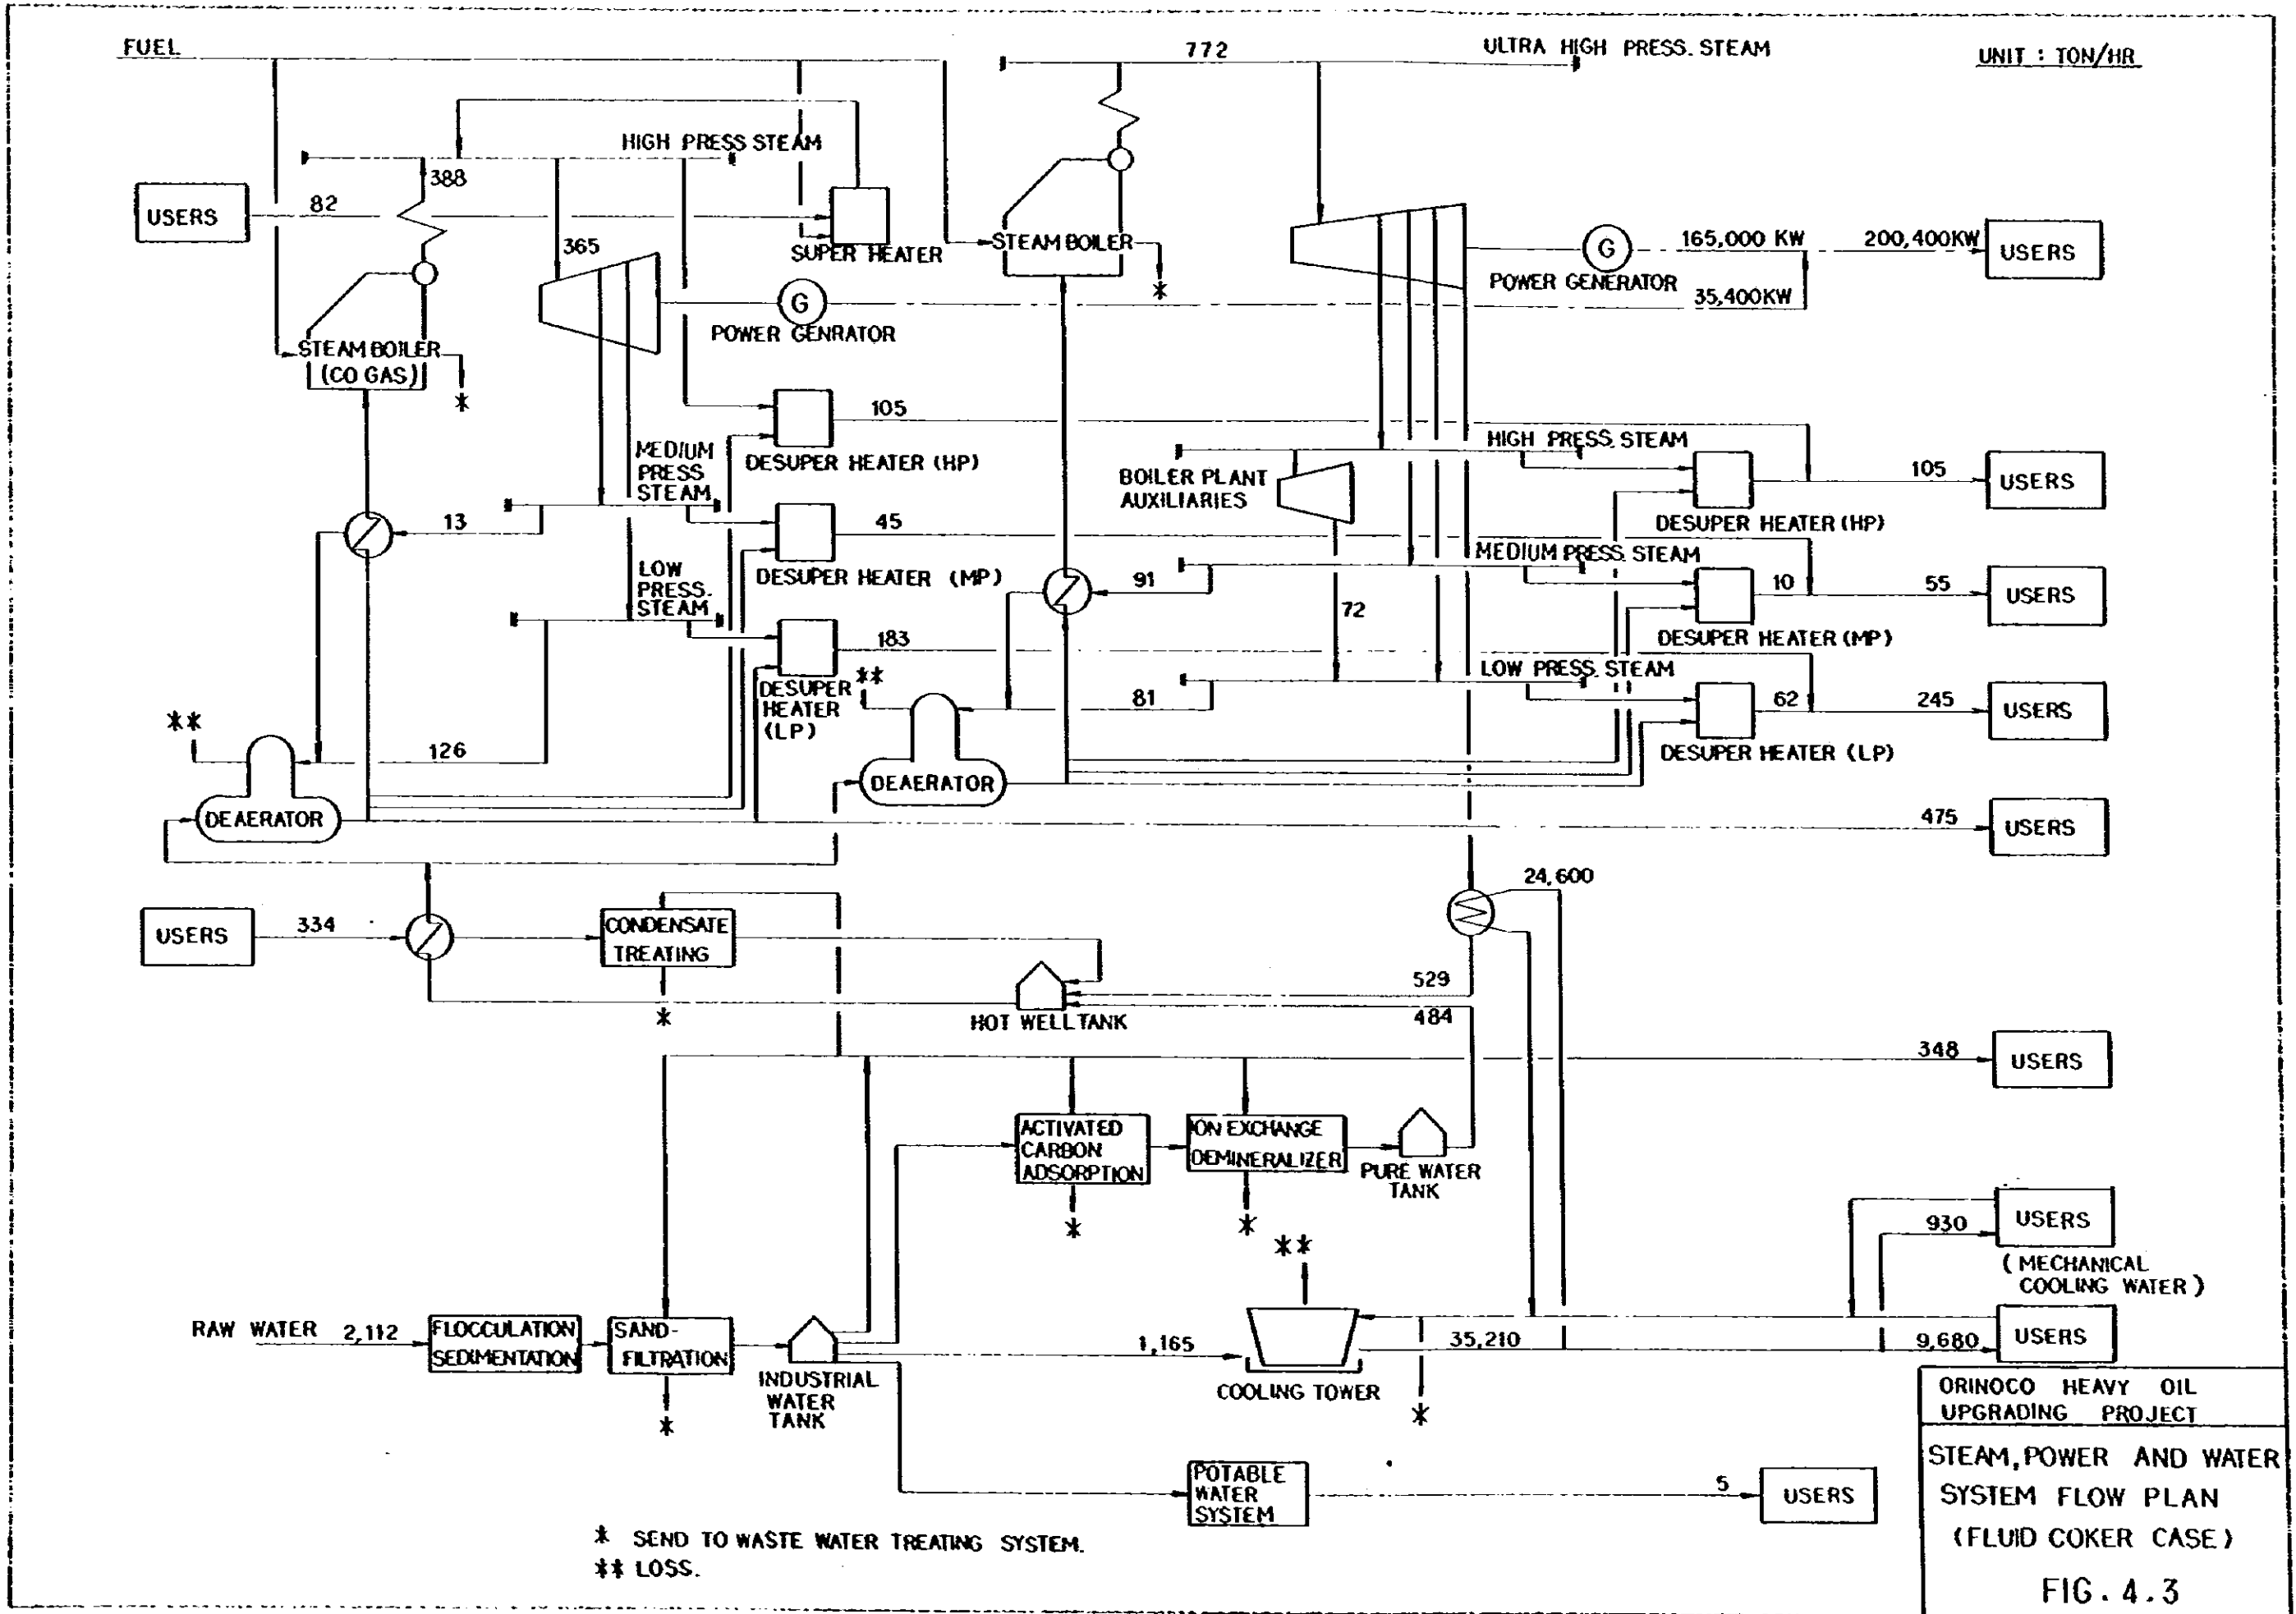 FUEL
772
ULTRA HIGH PRESS. STEAM
UNIT : TON/HR
HIGH PRESS STEAM
388
USERS
82
365
SUPER HEATER
STEAM BOILER
*
G
POWER GENERATOR
165,000 KW
200,400KW
USERS
35,400KW
G
POWER GENRATOR
STEAM BOILER
(CO GAS)
*
105
DESUPER HEATER (HP)
MEDIUM
PRESS
STEAM
BOILER PLANT
AUXILIARIES
HIGH PRESS. STEAM
105
USERS
DESUPER HEATER (HP)
13
45
DESUPER HEATER (MP)
LOW
PRESS.
STEAM
91
MEDIUM PRESS. STEAM
10
55
USERS
DESUPER HEATER (MP)
72
183
DESUPER
HEATER
(LP)
**
81
LOW PRESS. STEAM
62
245
USERS
DESUPER HEATER (LP)
**
126
DEAERATOR
DEAERATOR
475
USERS
24,600
USERS
334
CONDENSATE
TREATING
*
529
484
HOT WELL TANK
348
USERS
ACTIVATED
CARBON
ADSORPTION
*
ION EXCHANGE
DEMINERALIZER
*
PURE WATER
TANK
930
USERS
(MECHANICAL
COOLING WATER)
**
RAW WATER
2,112
FLOCCULATION
SEDIMENTATION
SAND-
FILTRATION
*
INDUSTRIAL
WATER
TANK
1,165
COOLING TOWER
35,210
*
9,680
USERS
POTABLE
WATER
SYSTEM
5
USERS
* SEND TO WASTE WATER TREATING SYSTEM.
** LOSS.
ORINOCO HEAVY OIL
UPGRADING PROJECT
STEAM, POWER AND WATER
SYSTEM FLOW PLAN
(FLUID COKER CASE)
FIG. 4.3